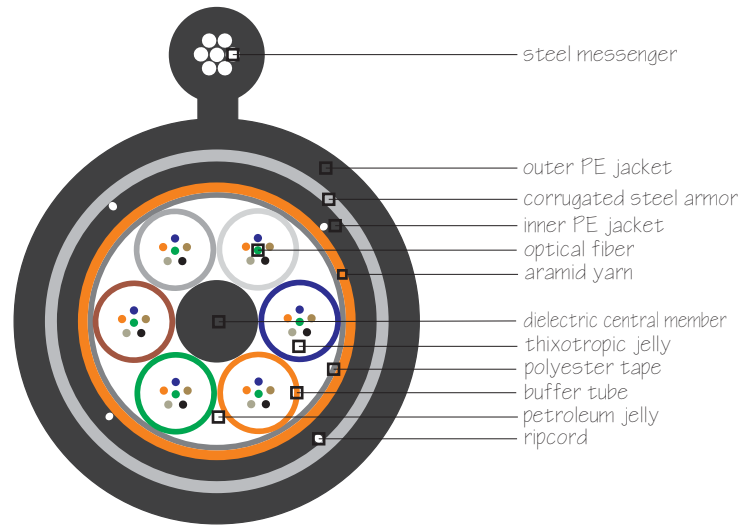 steel messenger
outer PE jacket
corrugated steel armor
inner PE jacket
optical fiber
aramid yarn
dielectric central member
thixotropic jelly
polyester tape
buffer tube
petroleum jelly
ripcord